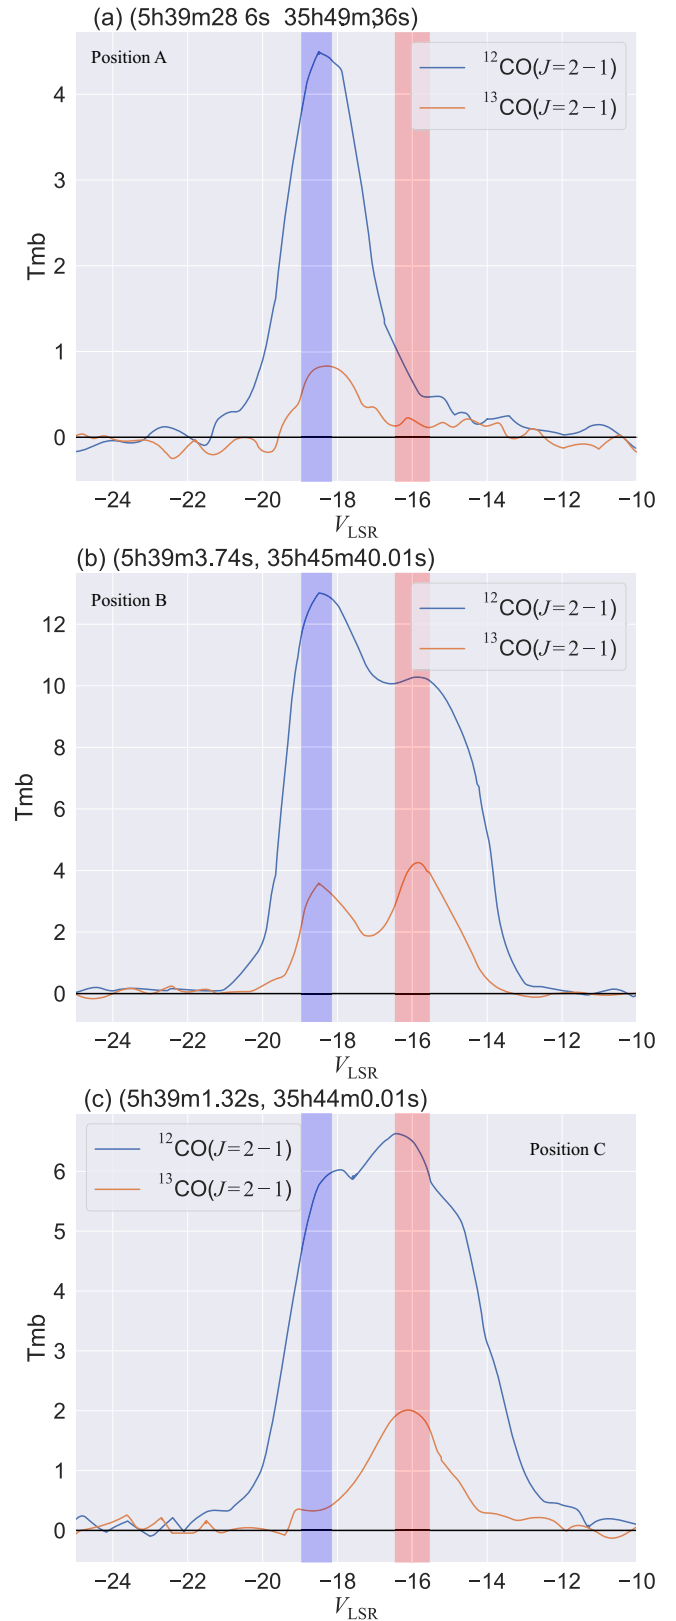 (a) (5h39m28 6s 35h49m,36s)
Position A
¹²CO(J=2−1)
¹³CO(J=2−1)
4
3
2
1
0
Tmb
−24 −22 −20 −18 −16 −14 −12 −10
V_LSR
(b) (5h39m3.74s, 35h45m40.01s)
Position B
¹²CO(J=2−1)
¹³CO(J=2−1)
12
10
8
6
4
2
0
Tmb
−24 −22 −20 −18 −16 −14 −12 −10
V_LSR
(c) (5h39m1.32s, 35h44m0.01s)
¹²CO(J=2−1)
¹³CO(J=2−1)
Position C
6
5
4
3
2
1
0
Tmb
−24 −22 −20 −18 −16 −14 −12 −10
V_LSR